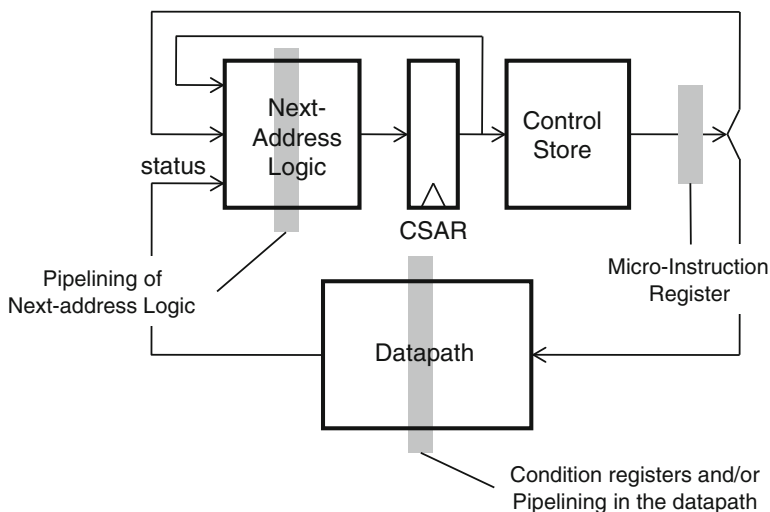 Next-
Address
Logic
Control
Store
status
CSAR
Pipelining of
Next-address Logic
Micro-Instruction
Register
Datapath
Condition registers and/or
Pipelining in the datapath